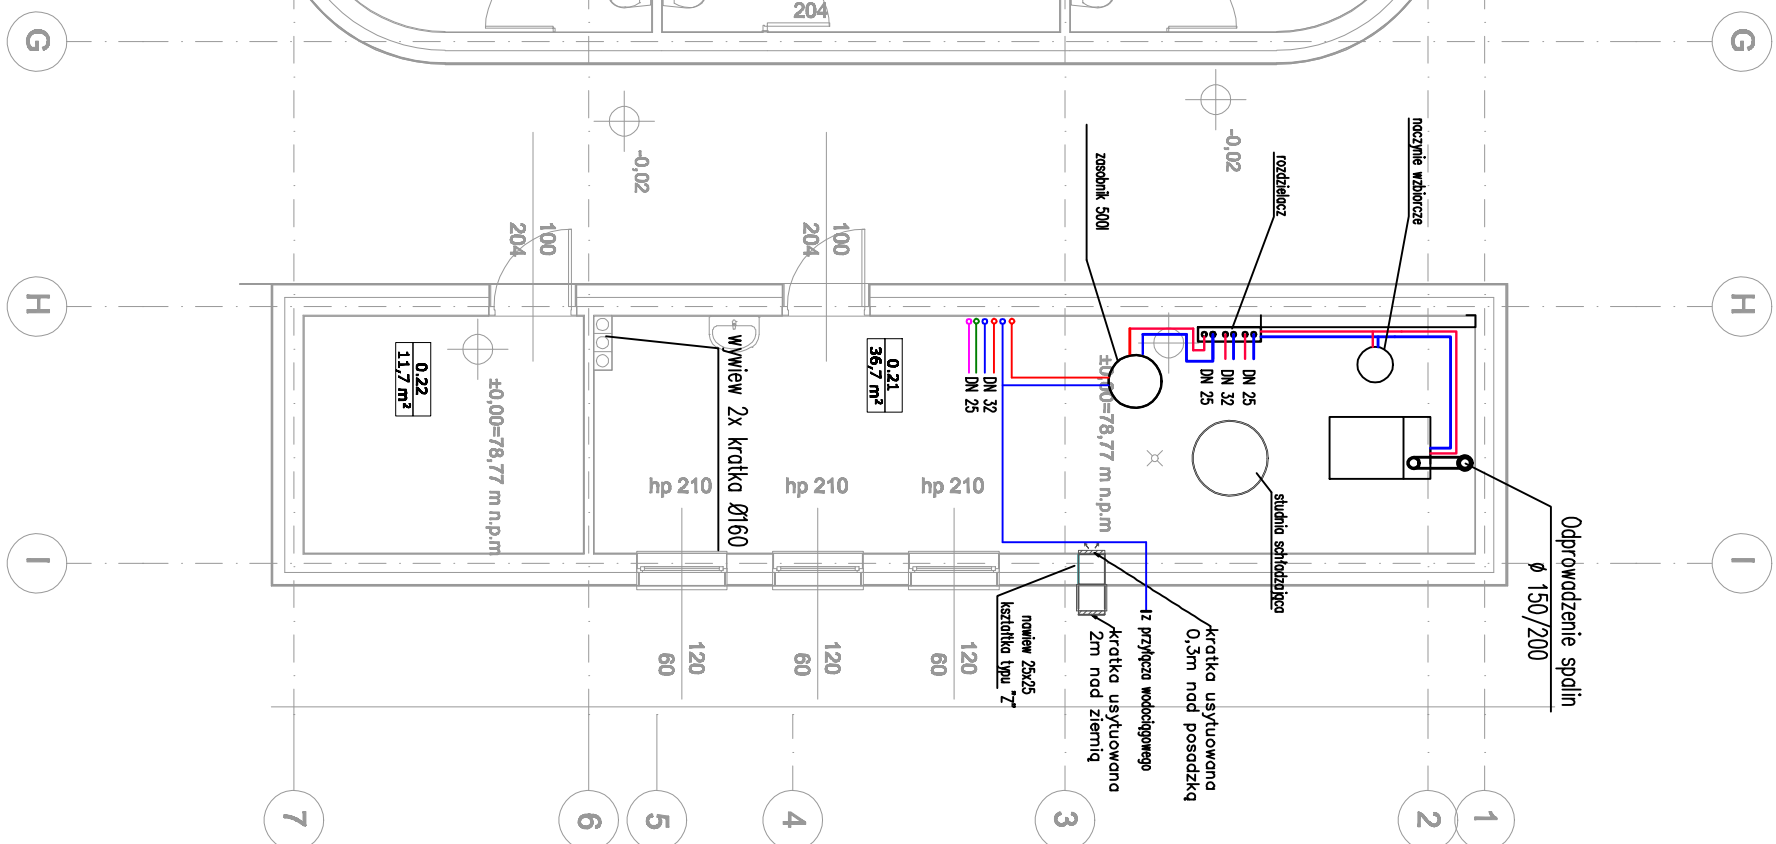 204
G
G
-0,02
-0,02
naczynie wzbiorcze
rozdzielacz
zasobnik 500l
100
204
100
204
H
H
0.22
11,7 m²
±0,00=78,77 m n.p.m
wywiew 2x kratka Ø160
0.21
36,7 m²
DN 25
DN 32
±0,00=78,77 m n.p.m
DN 25
DN 32
DN 25
hp 210
hp 210
hp 210
studnia schładzająca
Odprowadzenie spalin
ø 150/200
I
I
120
60
120
60
120
60
nawiew 25x25
kształtka typu "Z"
kratka usytuowana
2m nad ziemią
z przyłącza wodociągowego
kratka usytuowana
0,3m nad posadzką
7
6
5
4
3
2
1